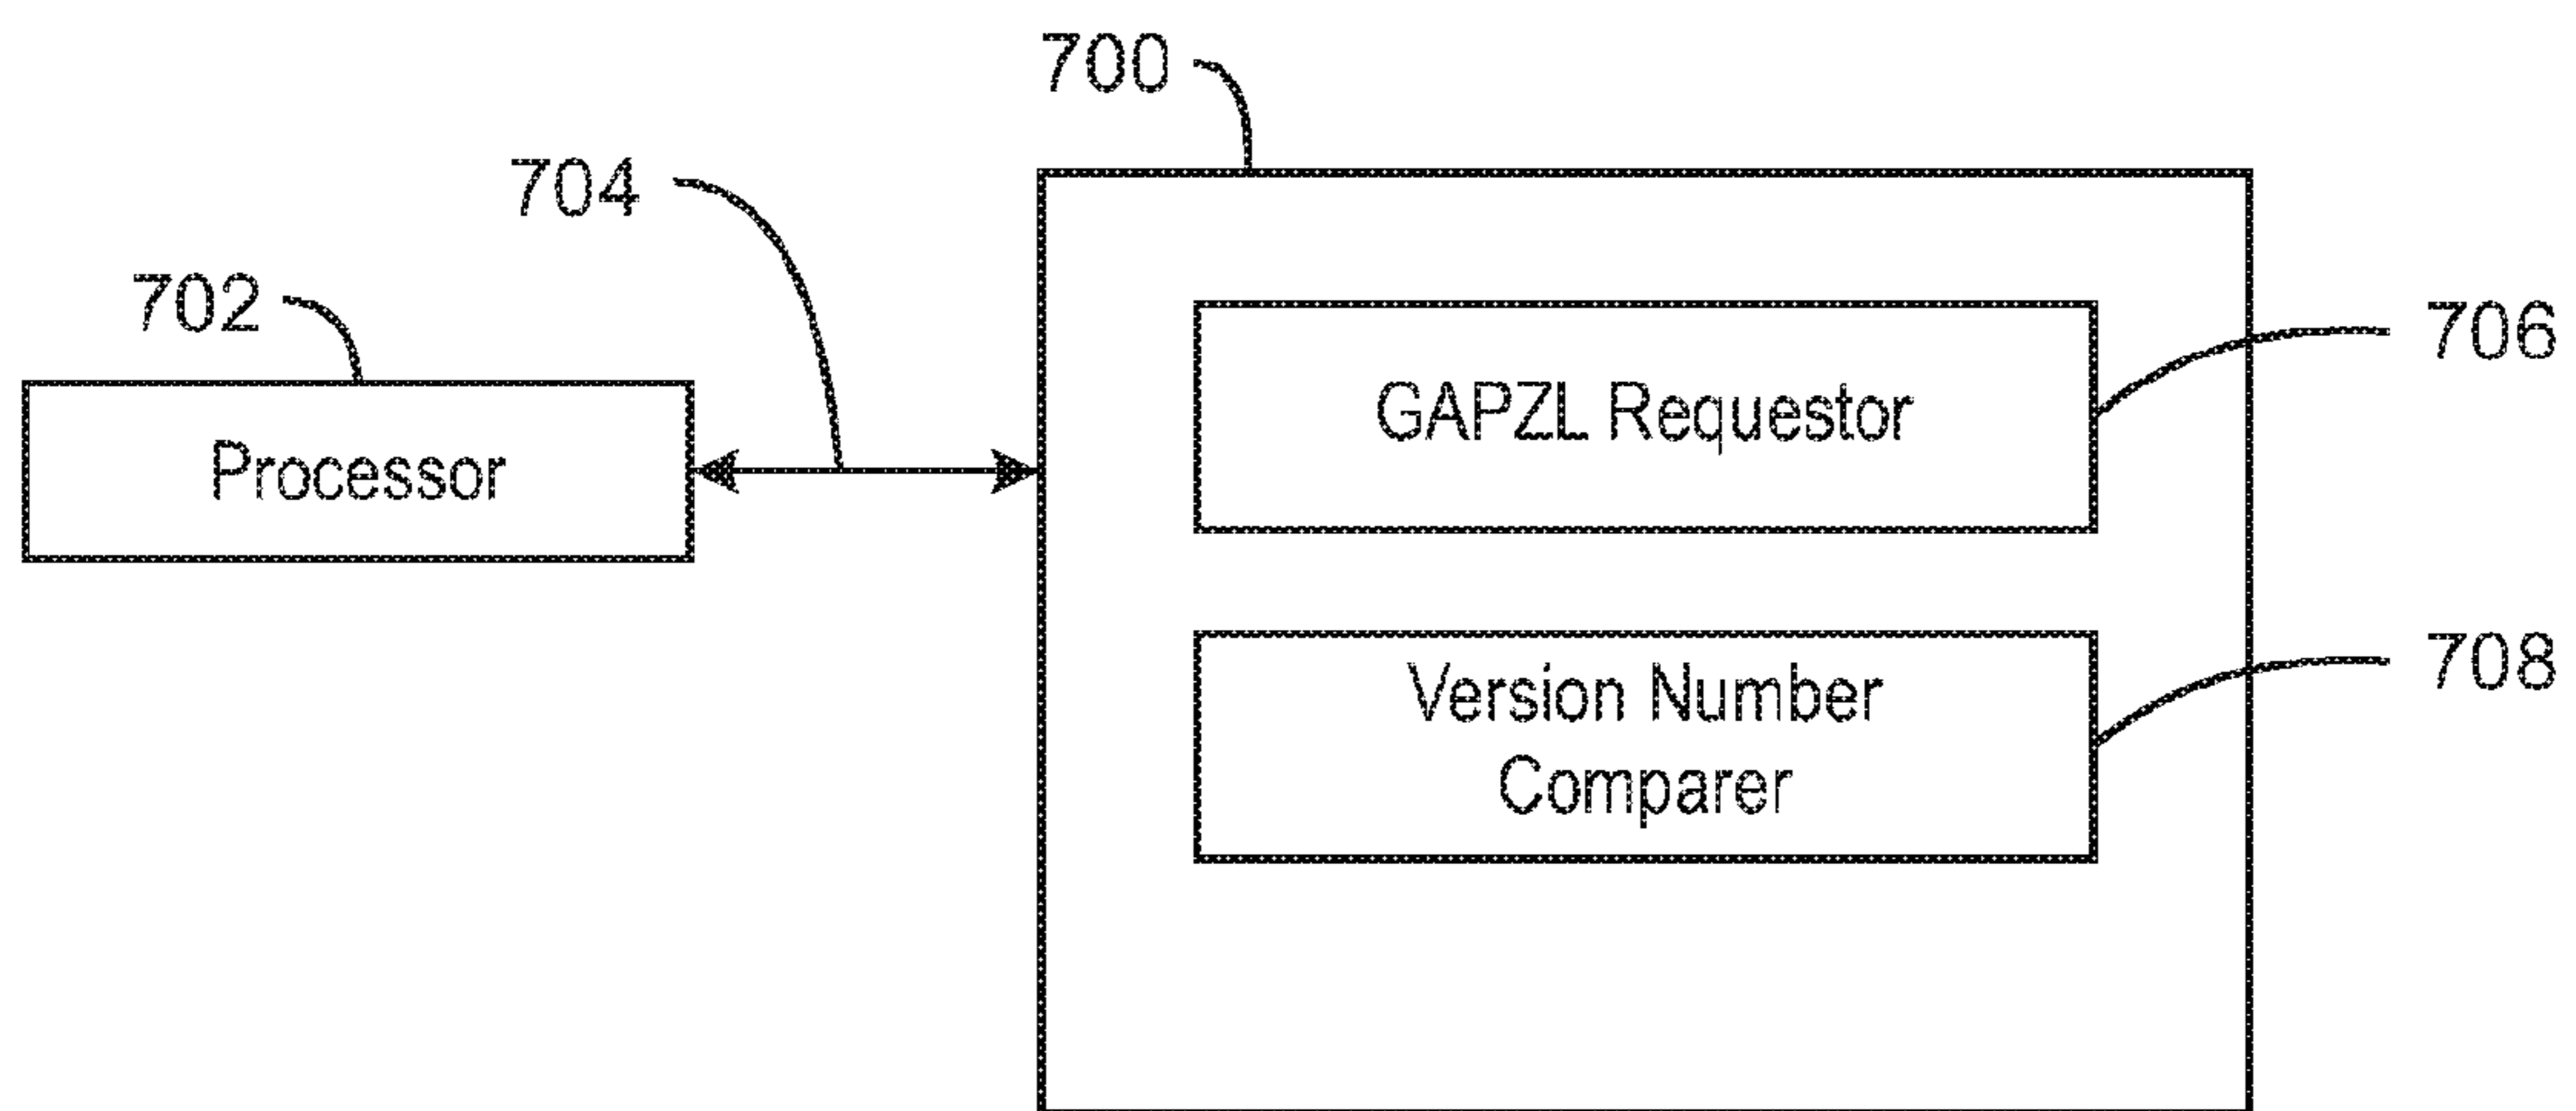 700
704
702
706
GAPZL Requestor
Processor
708
Version Number
Comparer